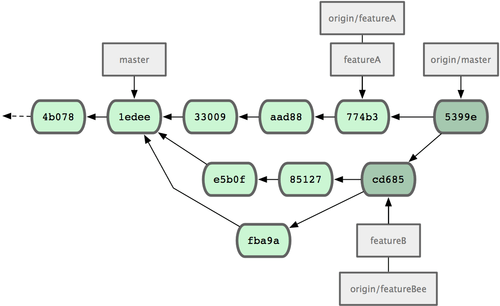 origin/featureA
master
featureA
origin/master
4b078
1edee
33009
aad88
774b3
5399e
e5b0f
85127
cd685
fba9a
featureB
origin/featureBee